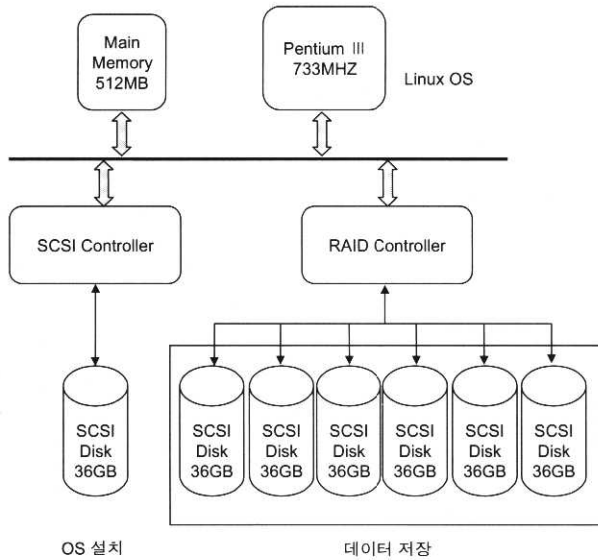 Main
Memory
512MB
Pentium Ⅲ
733MHZ
Linux OS
SCSI Controller
RAID Controller
SCSI
Disk
36GB
SCSI
Disk
36GB
SCSI
Disk
36GB
SCSI
Disk
36GB
SCSI
Disk
36GB
SCSI
Disk
36GB
SCSI
Disk
36GB
OS 설치
데이터 저장